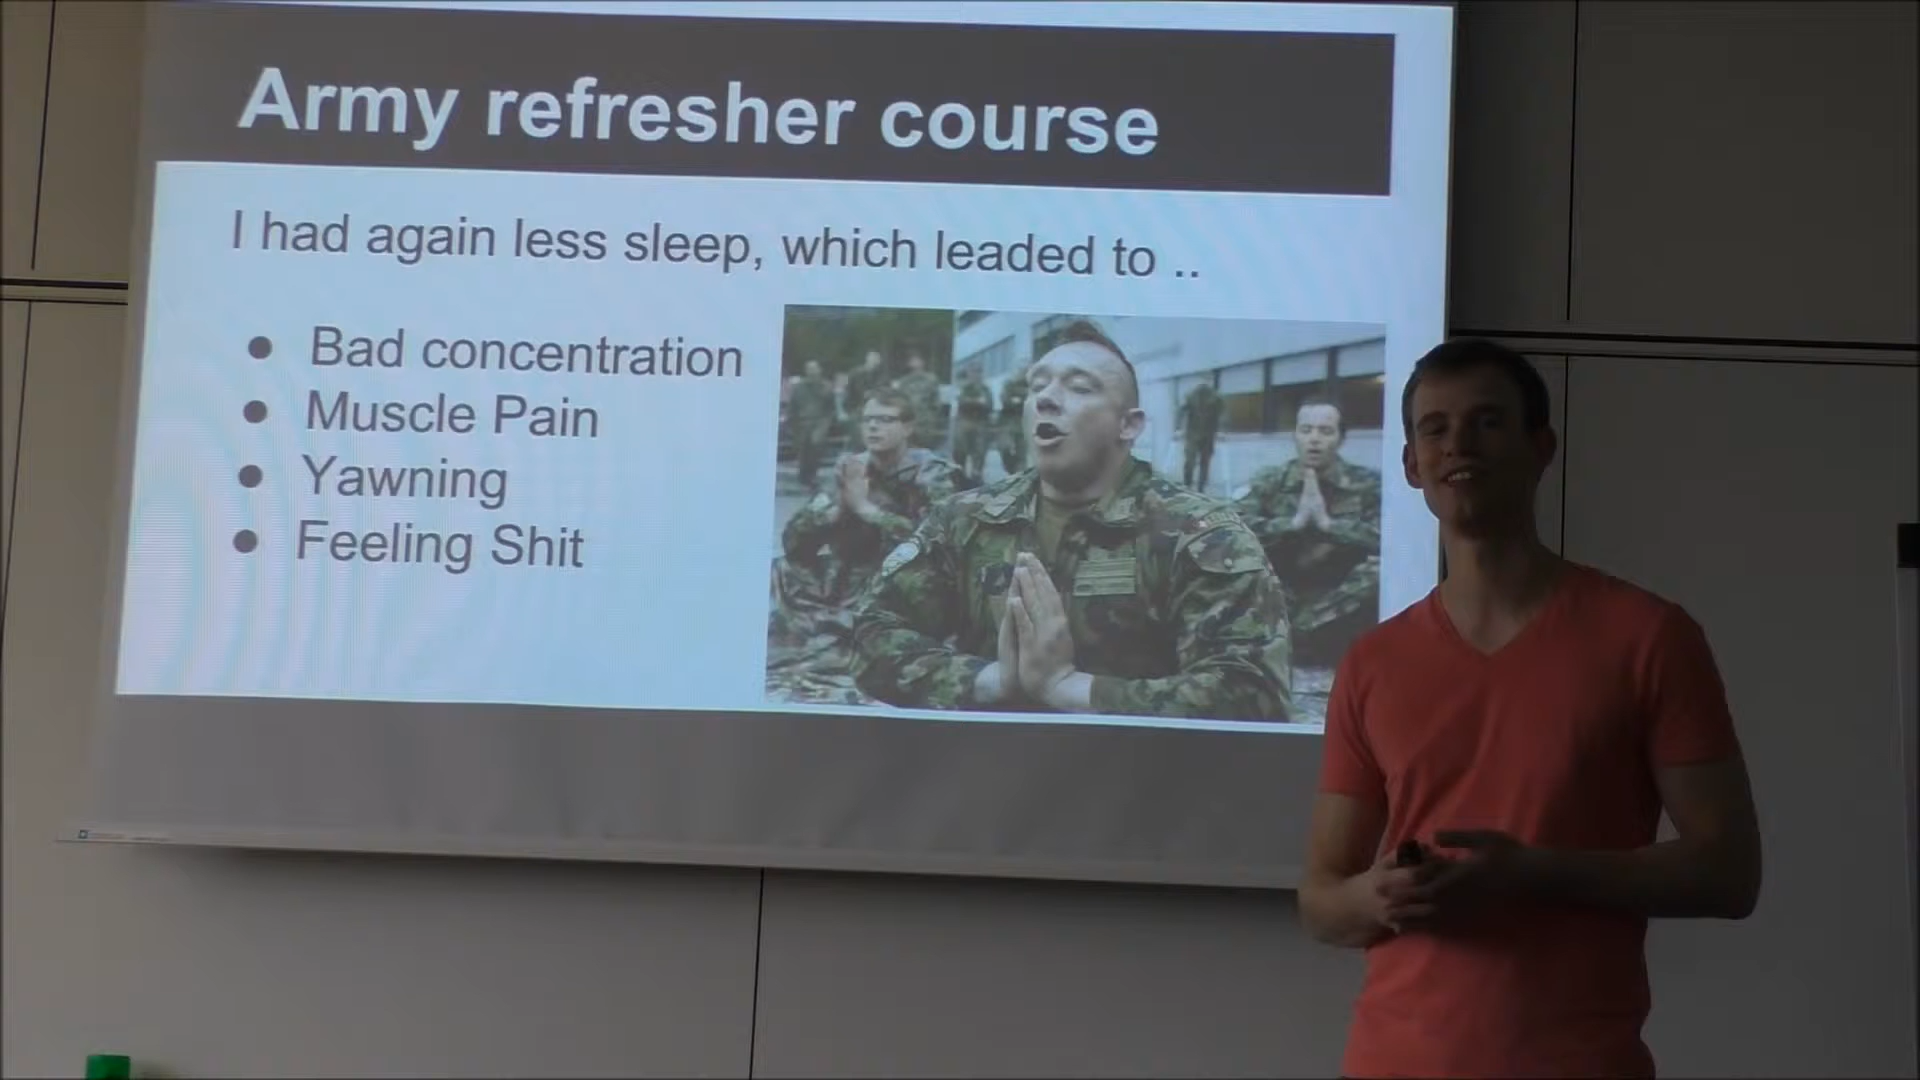 Army refresher course
I had again less sleep, which leaded to ..
● Bad concentration
● Muscle Pain
● Yawning
● Feeling Shit